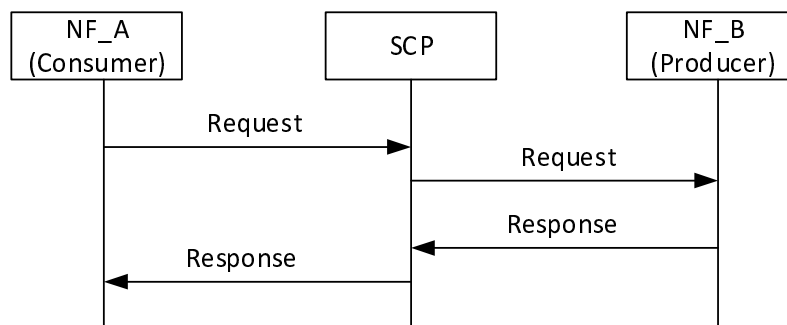 NF_A
(Consumer)
SCP
NF_B
(Producer)
Request
Request
Response
Response